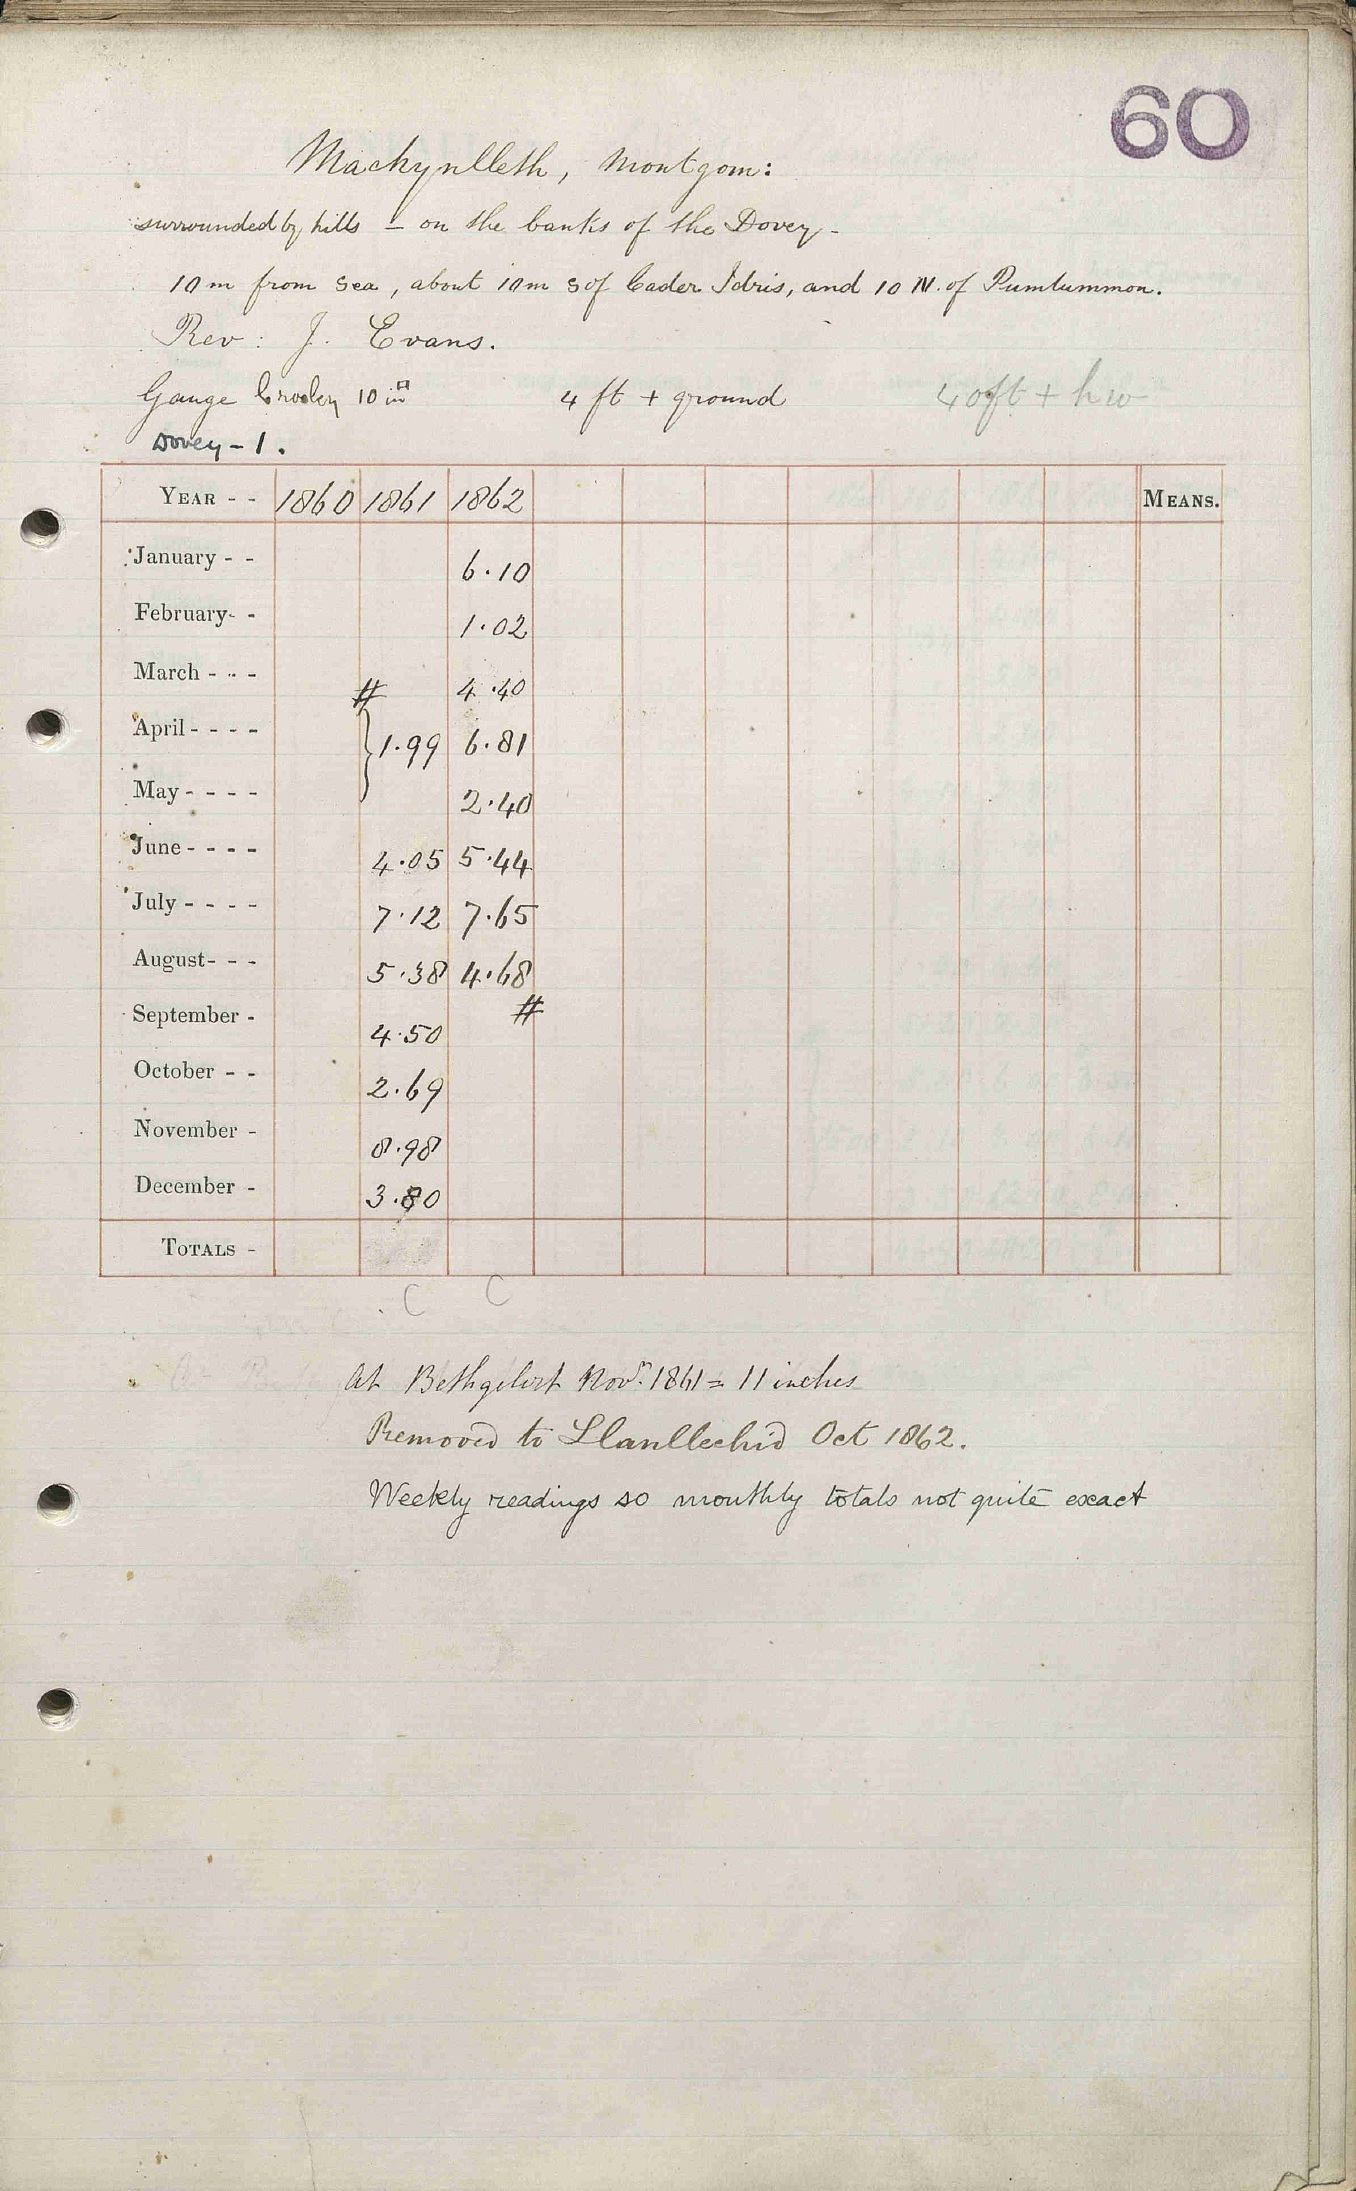 60
Machynlleth, Montgom:
surrounded by hills - on the banks of the Dovey -
10 m from sea, about 10 m S of Cader Idris, and 10 N. of Pumlummon.
Rev: J. Evans.
Gauge Crosley 10 in 4 ft + ground 40 ft + h w
Dovey - 1.
YEAR - - 1860 1861 1862 MEANS.
January - - 6.10
February - - 1.02
March - - - # 4.40
April - - - - } 1.99 6.81
May - - - - 2.40
June - - - - 4.05 5.44
July - - - - 7.12 7.65
August - - - 5.38 4.68
September - 4.50 #
October - - 2.69
November - 8.98
December - 3.80
TOTALS -
C C
At Bethgelert Novr. 1861 = 11 inches
Removed to Llanllechid Oct 1862.
Weekly readings so monthly totals not quite exact